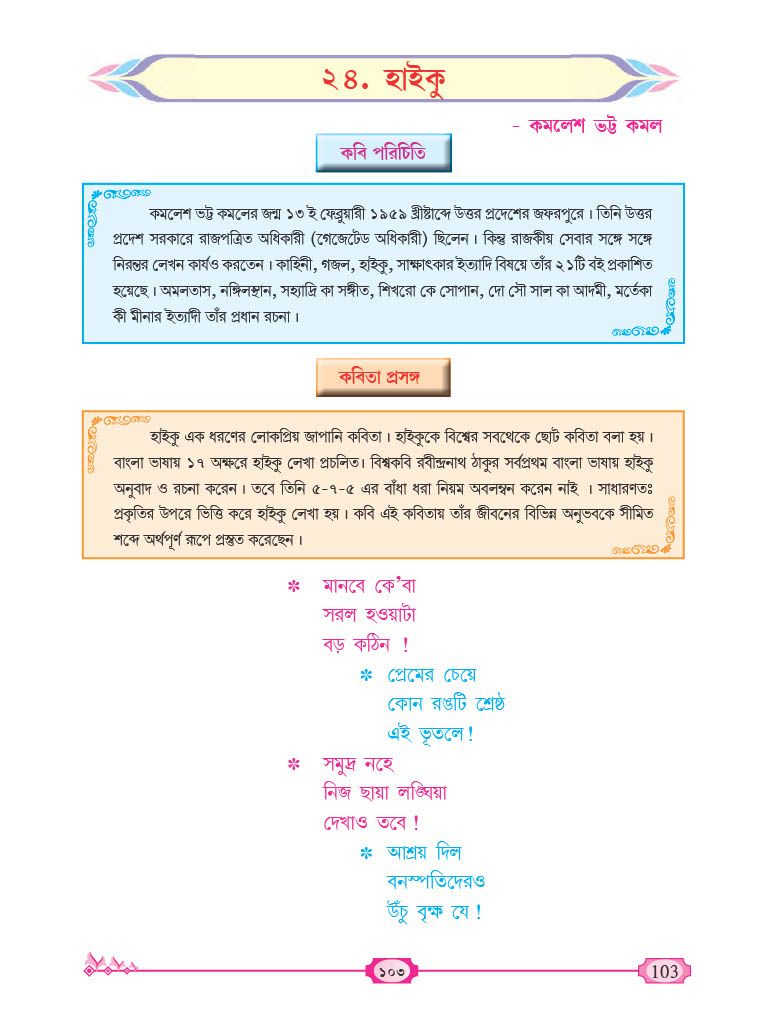 ২৪. হাইকু
- কমলেশ ভট্ট কমল
কবি পরিচিতি
কমলেশ ভট্ট কমলের জন্ম ১৩ ই ফেব্রুয়ারী ১৯৫৯ খ্রীষ্টাব্দে উত্তর প্রদেশের জফরপুরে। তিনি উত্তর
প্রদেশ সরকারে রাজপত্রিত অধিকারী (গেজেটেড অধিকারী) ছিলেন। কিন্তু রাজকীয় সেবার সঙ্গে সঙ্গে
নিরন্তর লেখন কার্যও করতেন। কাহিনী, গজল, হাইকু, সাক্ষাৎকার ইত্যাদি বিষয়ে তাঁর ২১টি বই প্রকাশিত
হয়েছে। অমলতাস, নঙ্গিলস্থান, সহ্যাদ্রি কা সঙ্গীত, শিখরো কে সোপান, দো সৌ সাল কা আদমী, মর্তেকা
কী মীনার ইত্যাদী তাঁর প্রধান রচনা।
কবিতা প্রসঙ্গ
হাইকু এক ধরণের লোকপ্রিয় জাপানি কবিতা। হাইকুকে বিশ্বের সবথেকে ছোট কবিতা বলা হয়।
বাংলা ভাষায় ১৭ অক্ষরে হাইকু লেখা প্রচলিত। বিশ্বকবি রবীন্দ্রনাথ ঠাকুর সর্বপ্রথম বাংলা ভাষায় হাইকু
অনুবাদ ও রচনা করেন। তবে তিনি ৫-৭-৫ এর বাঁধা ধরা নিয়ম অবলম্বন করেন নাই । সাধারণতঃ
প্রকৃতির উপরে ভিত্তি করে হাইকু লেখা হয়। কবি এই কবিতায় তাঁর জীবনের বিভিন্ন অনুভবকে সীমিত
শব্দে অর্থপূর্ণ রূপে প্রস্তুত করেছেন।
* মানবে কে’বা
সরল হওয়াটা
বড় কঠিন !
* প্রেমের চেয়ে
কোন রঙটি শ্রেষ্ঠ
এই ভূতলে!
* সমুদ্র নহে
নিজ ছায়া লঙ্ঘিয়া
দেখাও তবে!
* আশ্রয় দিল
বনস্পতিদেরও
উঁচু বৃক্ষ যে!
১০৩
103